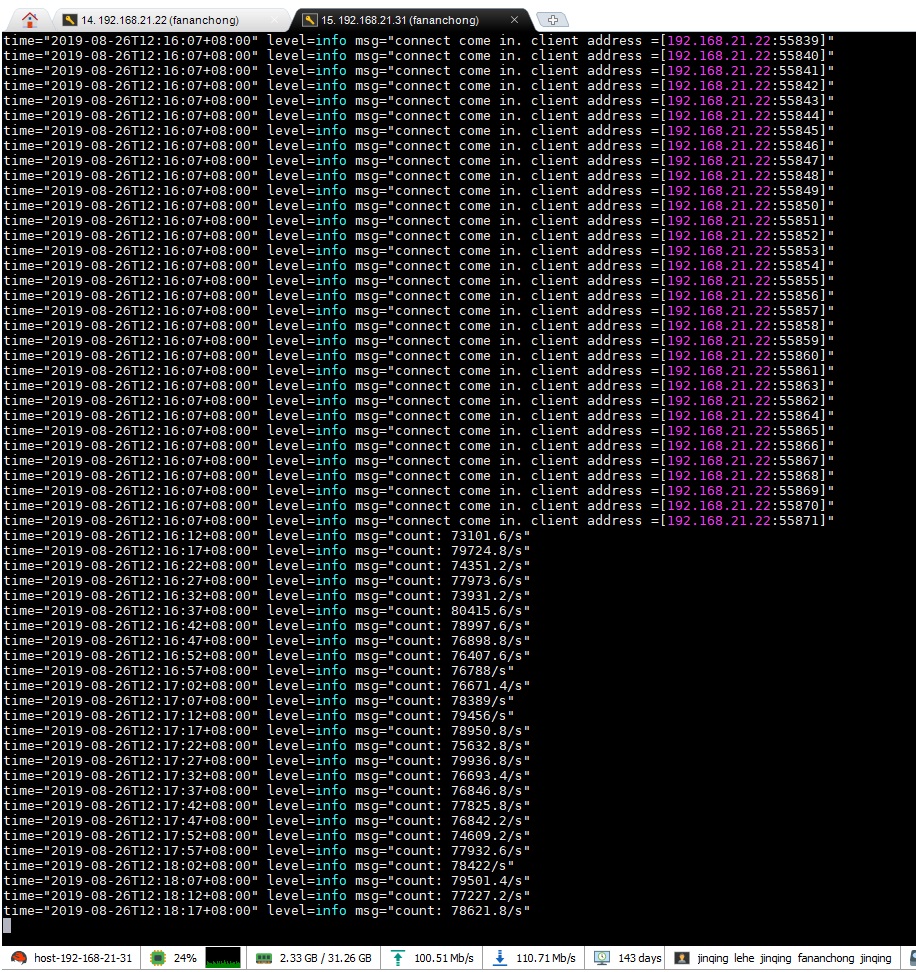 14. 192.168.21.22 (fananchong)
15. 192.168.21.31 (fananchong)
time="2019-08-26T12:16:07+08:00" level=info msg="connect come in. client address =[192.168.21.22:55839]"
time="2019-08-26T12:16:07+08:00" level=info msg="connect come in. client address =[192.168.21.22:55840]"
time="2019-08-26T12:16:07+08:00" level=info msg="connect come in. client address =[192.168.21.22:55841]"
time="2019-08-26T12:16:07+08:00" level=info msg="connect come in. client address =[192.168.21.22:55842]"
time="2019-08-26T12:16:07+08:00" level=info msg="connect come in. client address =[192.168.21.22:55843]"
time="2019-08-26T12:16:07+08:00" level=info msg="connect come in. client address =[192.168.21.22:55844]"
time="2019-08-26T12:16:07+08:00" level=info msg="connect come in. client address =[192.168.21.22:55845]"
time="2019-08-26T12:16:07+08:00" level=info msg="connect come in. client address =[192.168.21.22:55846]"
time="2019-08-26T12:16:07+08:00" level=info msg="connect come in. client address =[192.168.21.22:55847]"
time="2019-08-26T12:16:07+08:00" level=info msg="connect come in. client address =[192.168.21.22:55848]"
time="2019-08-26T12:16:07+08:00" level=info msg="connect come in. client address =[192.168.21.22:55849]"
time="2019-08-26T12:16:07+08:00" level=info msg="connect come in. client address =[192.168.21.22:55850]"
time="2019-08-26T12:16:07+08:00" level=info msg="connect come in. client address =[192.168.21.22:55851]"
time="2019-08-26T12:16:07+08:00" level=info msg="connect come in. client address =[192.168.21.22:55852]"
time="2019-08-26T12:16:07+08:00" level=info msg="connect come in. client address =[192.168.21.22:55853]"
time="2019-08-26T12:16:07+08:00" level=info msg="connect come in. client address =[192.168.21.22:55854]"
time="2019-08-26T12:16:07+08:00" level=info msg="connect come in. client address =[192.168.21.22:55855]"
time="2019-08-26T12:16:07+08:00" level=info msg="connect come in. client address =[192.168.21.22:55856]"
time="2019-08-26T12:16:07+08:00" level=info msg="connect come in. client address =[192.168.21.22:55857]"
time="2019-08-26T12:16:07+08:00" level=info msg="connect come in. client address =[192.168.21.22:55858]"
time="2019-08-26T12:16:07+08:00" level=info msg="connect come in. client address =[192.168.21.22:55859]"
time="2019-08-26T12:16:07+08:00" level=info msg="connect come in. client address =[192.168.21.22:55860]"
time="2019-08-26T12:16:07+08:00" level=info msg="connect come in. client address =[192.168.21.22:55861]"
time="2019-08-26T12:16:07+08:00" level=info msg="connect come in. client address =[192.168.21.22:55863]"
time="2019-08-26T12:16:07+08:00" level=info msg="connect come in. client address =[192.168.21.22:55862]"
time="2019-08-26T12:16:07+08:00" level=info msg="connect come in. client address =[192.168.21.22:55864]"
time="2019-08-26T12:16:07+08:00" level=info msg="connect come in. client address =[192.168.21.22:55865]"
time="2019-08-26T12:16:07+08:00" level=info msg="connect come in. client address =[192.168.21.22:55866]"
time="2019-08-26T12:16:07+08:00" level=info msg="connect come in. client address =[192.168.21.22:55867]"
time="2019-08-26T12:16:07+08:00" level=info msg="connect come in. client address =[192.168.21.22:55868]"
time="2019-08-26T12:16:07+08:00" level=info msg="connect come in. client address =[192.168.21.22:55869]"
time="2019-08-26T12:16:07+08:00" level=info msg="connect come in. client address =[192.168.21.22:55870]"
time="2019-08-26T12:16:07+08:00" level=info msg="connect come in. client address =[192.168.21.22:55871]"
time="2019-08-26T12:16:12+08:00" level=info msg="count: 73101.6/s"
time="2019-08-26T12:16:17+08:00" level=info msg="count: 79724.8/s"
time="2019-08-26T12:16:22+08:00" level=info msg="count: 74351.2/s"
time="2019-08-26T12:16:27+08:00" level=info msg="count: 77973.6/s"
time="2019-08-26T12:16:32+08:00" level=info msg="count: 73931.2/s"
time="2019-08-26T12:16:37+08:00" level=info msg="count: 80415.6/s"
time="2019-08-26T12:16:42+08:00" level=info msg="count: 78997.6/s"
time="2019-08-26T12:16:47+08:00" level=info msg="count: 76898.8/s"
time="2019-08-26T12:16:52+08:00" level=info msg="count: 76407.6/s"
time="2019-08-26T12:16:57+08:00" level=info msg="count: 76788/s"
time="2019-08-26T12:17:02+08:00" level=info msg="count: 76671.4/s"
time="2019-08-26T12:17:07+08:00" level=info msg="count: 78389/s"
time="2019-08-26T12:17:12+08:00" level=info msg="count: 79456/s"
time="2019-08-26T12:17:17+08:00" level=info msg="count: 78950.8/s"
time="2019-08-26T12:17:22+08:00" level=info msg="count: 75632.8/s"
time="2019-08-26T12:17:27+08:00" level=info msg="count: 79936.8/s"
time="2019-08-26T12:17:32+08:00" level=info msg="count: 76693.4/s"
time="2019-08-26T12:17:37+08:00" level=info msg="count: 76846.8/s"
time="2019-08-26T12:17:42+08:00" level=info msg="count: 77825.8/s"
time="2019-08-26T12:17:47+08:00" level=info msg="count: 76842.2/s"
time="2019-08-26T12:17:52+08:00" level=info msg="count: 74609.2/s"
time="2019-08-26T12:17:57+08:00" level=info msg="count: 77932.6/s"
time="2019-08-26T12:18:02+08:00" level=info msg="count: 78422/s"
time="2019-08-26T12:18:07+08:00" level=info msg="count: 79501.4/s"
time="2019-08-26T12:18:12+08:00" level=info msg="count: 77227.2/s"
time="2019-08-26T12:18:17+08:00" level=info msg="count: 78621.8/s"
host-192-168-21-31 24% 2.33 GB / 31.26 GB 100.51 Mb/s 110.71 Mb/s 143 days jinqing lehe jinqing fananchong jinqing